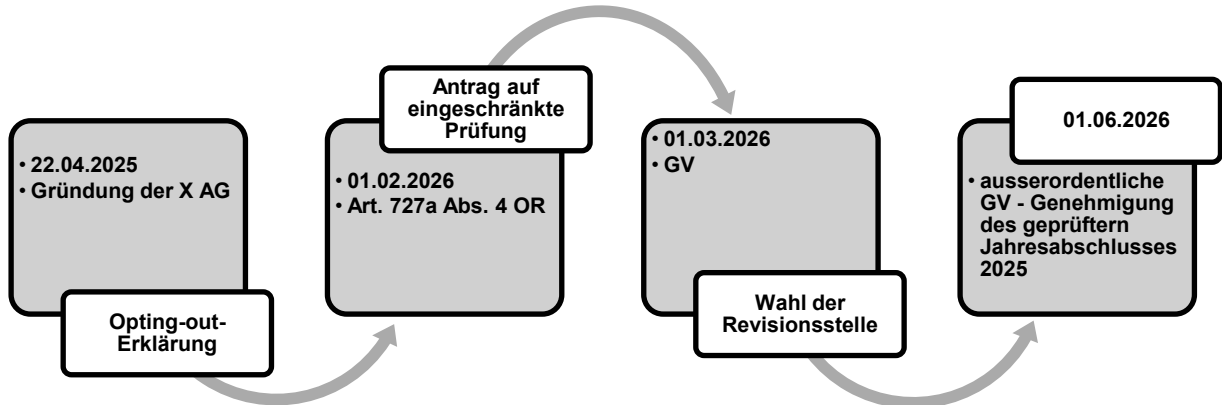 • 22.04.2025
• Gründung der X AG
Opting-out-
Erklärung
Antrag auf
eingeschränkte
Prüfung
• 01.02.2026
• Art. 727a Abs. 4 OR
• 01.03.2026
• GV
Wahl der
Revisionsstelle
01.06.2026
• ausserordentliche
GV - Genehmigung
des geprüftern
Jahresabschlusses
2025